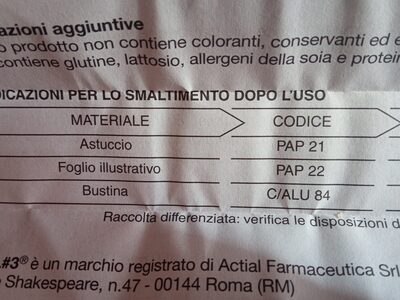 azioni aggiuntive
o prodotto non contiene coloranti, conservanti ed e
contiene glutine, lattosio, allergeni della soia e protein
DICAZIONI PER LO SMALTIMENTO DOPO L'USO
MATERIALE CODICE
Astuccio PAP 21
Foglio illustrativo PAP 22
Bustina C/ALU 84
Raccolta differenziata: verifica le disposizioni d
#3® è un marchio registrato di Actial Farmaceutica Srl
Shakespeare, n.47 - 00144 Roma (RM)